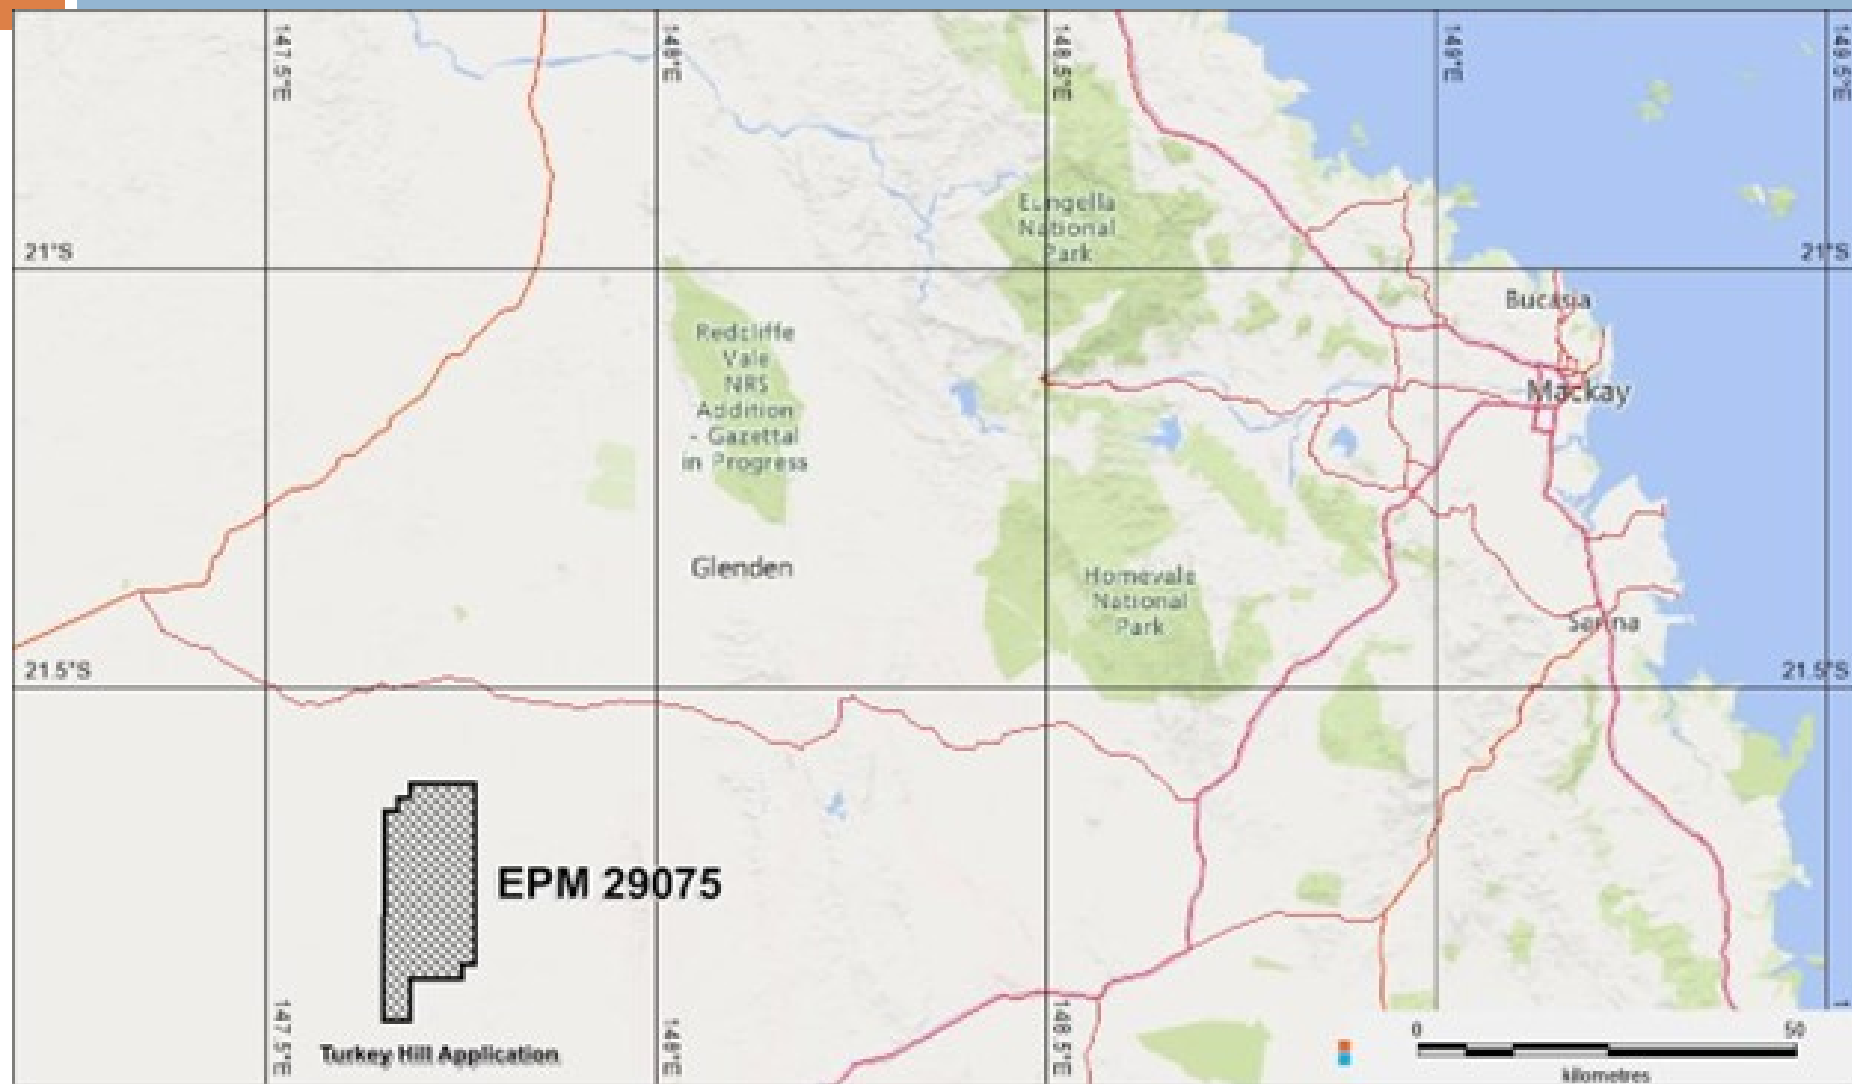 147.5°E
148°E
148.5°E
149°E
149.5°E
Eungella
National
Park
21°S
21°S
Bucasia
Redcliffe
Vale
NRS
Addition
- Gazettal
in Progress
Mackay
Glenden
Homevale
National
Park
Sarina
21.5°S
21.5°S
EPM 29075
147.5°E
148°E
148.5°E
Turkey Hill Application
0
50
kilometres